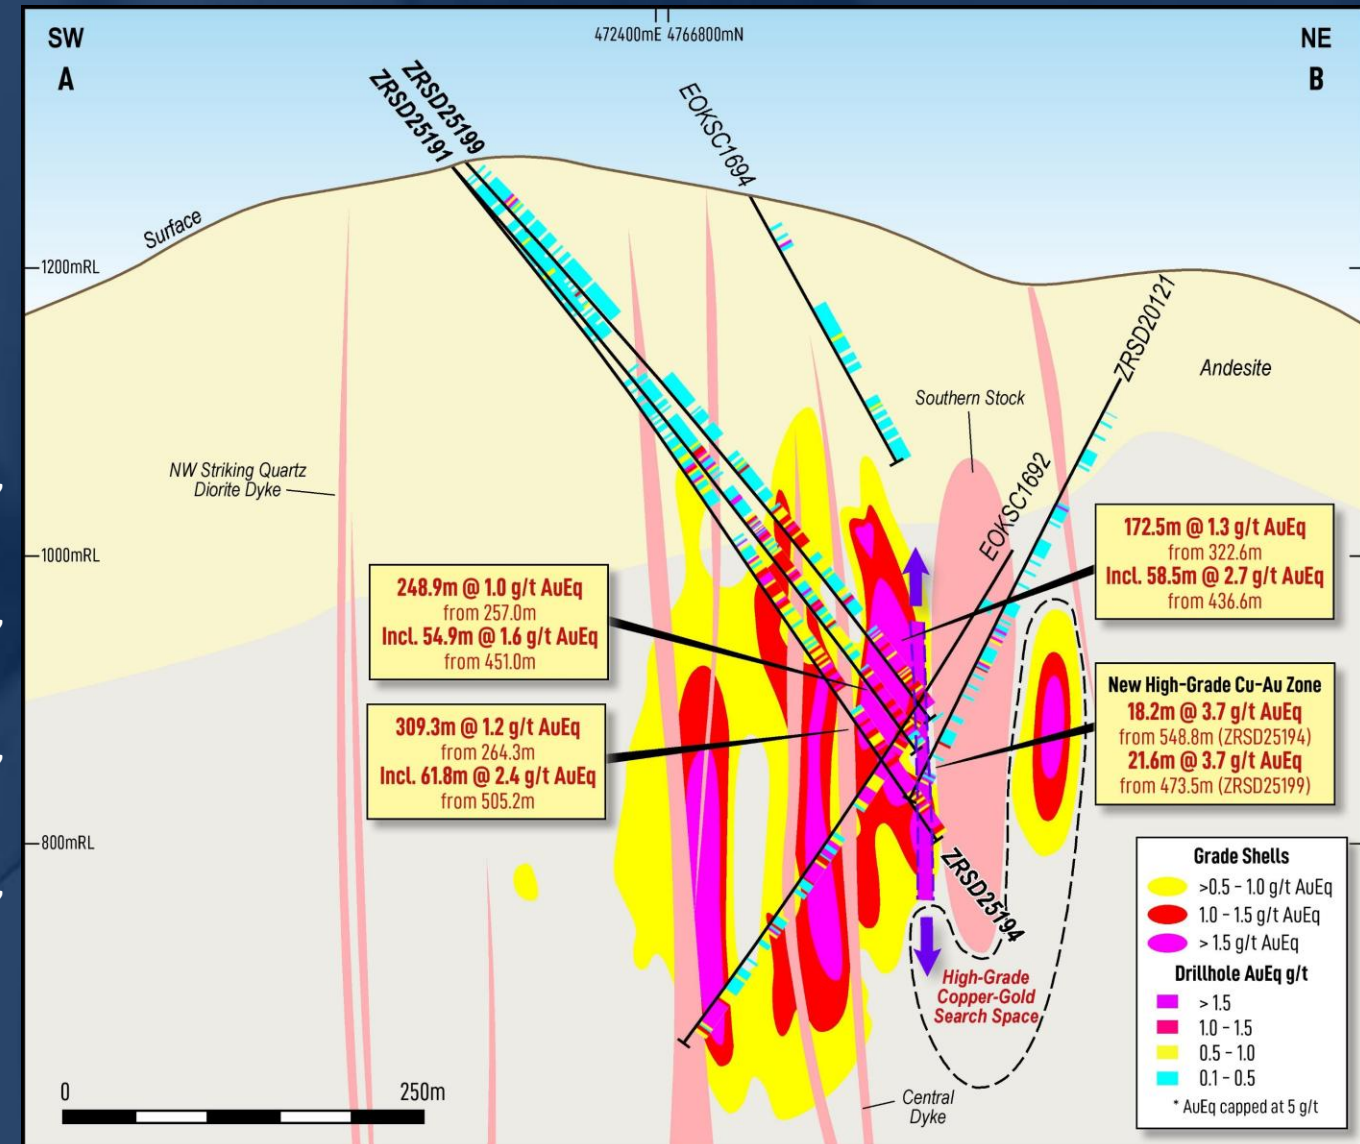 SW
A
472400mE 4766800mN
NE
B
ZRSD25199
ZRSD25191
EOKSC1694
Surface
1200mRL
ZRSD20121
Andesite
Southern Stock
NW Striking Quartz
Diorite Dyke
EOKSC1692
1000mRL
172.5m @ 1.3 g/t AuEq
from 322.6m
Incl. 58.5m @ 2.7 g/t AuEq
from 436.6m
248.9m @ 1.0 g/t AuEq
from 257.0m
Incl. 54.9m @ 1.6 g/t AuEq
from 451.0m
New High-Grade Cu-Au Zone
18.2m @ 3.7 g/t AuEq
from 548.8m (ZRSD25194)
21.6m @ 3.7 g/t AuEq
from 473.5m (ZRSD25199)
309.3m @ 1.2 g/t AuEq
from 264.3m
Incl. 61.8m @ 2.4 g/t AuEq
from 505.2m
800mRL
ZRSD25194
High-Grade
Copper-Gold
Search Space
Grade Shells
>0.5 - 1.0 g/t AuEq
1.0 - 1.5 g/t AuEq
> 1.5 g/t AuEq
Drillhole AuEq g/t
> 1.5
1.0 - 1.5
0.5 - 1.0
0.1 - 0.5
* AuEq capped at 5 g/t
0
250m
Central
Dyke